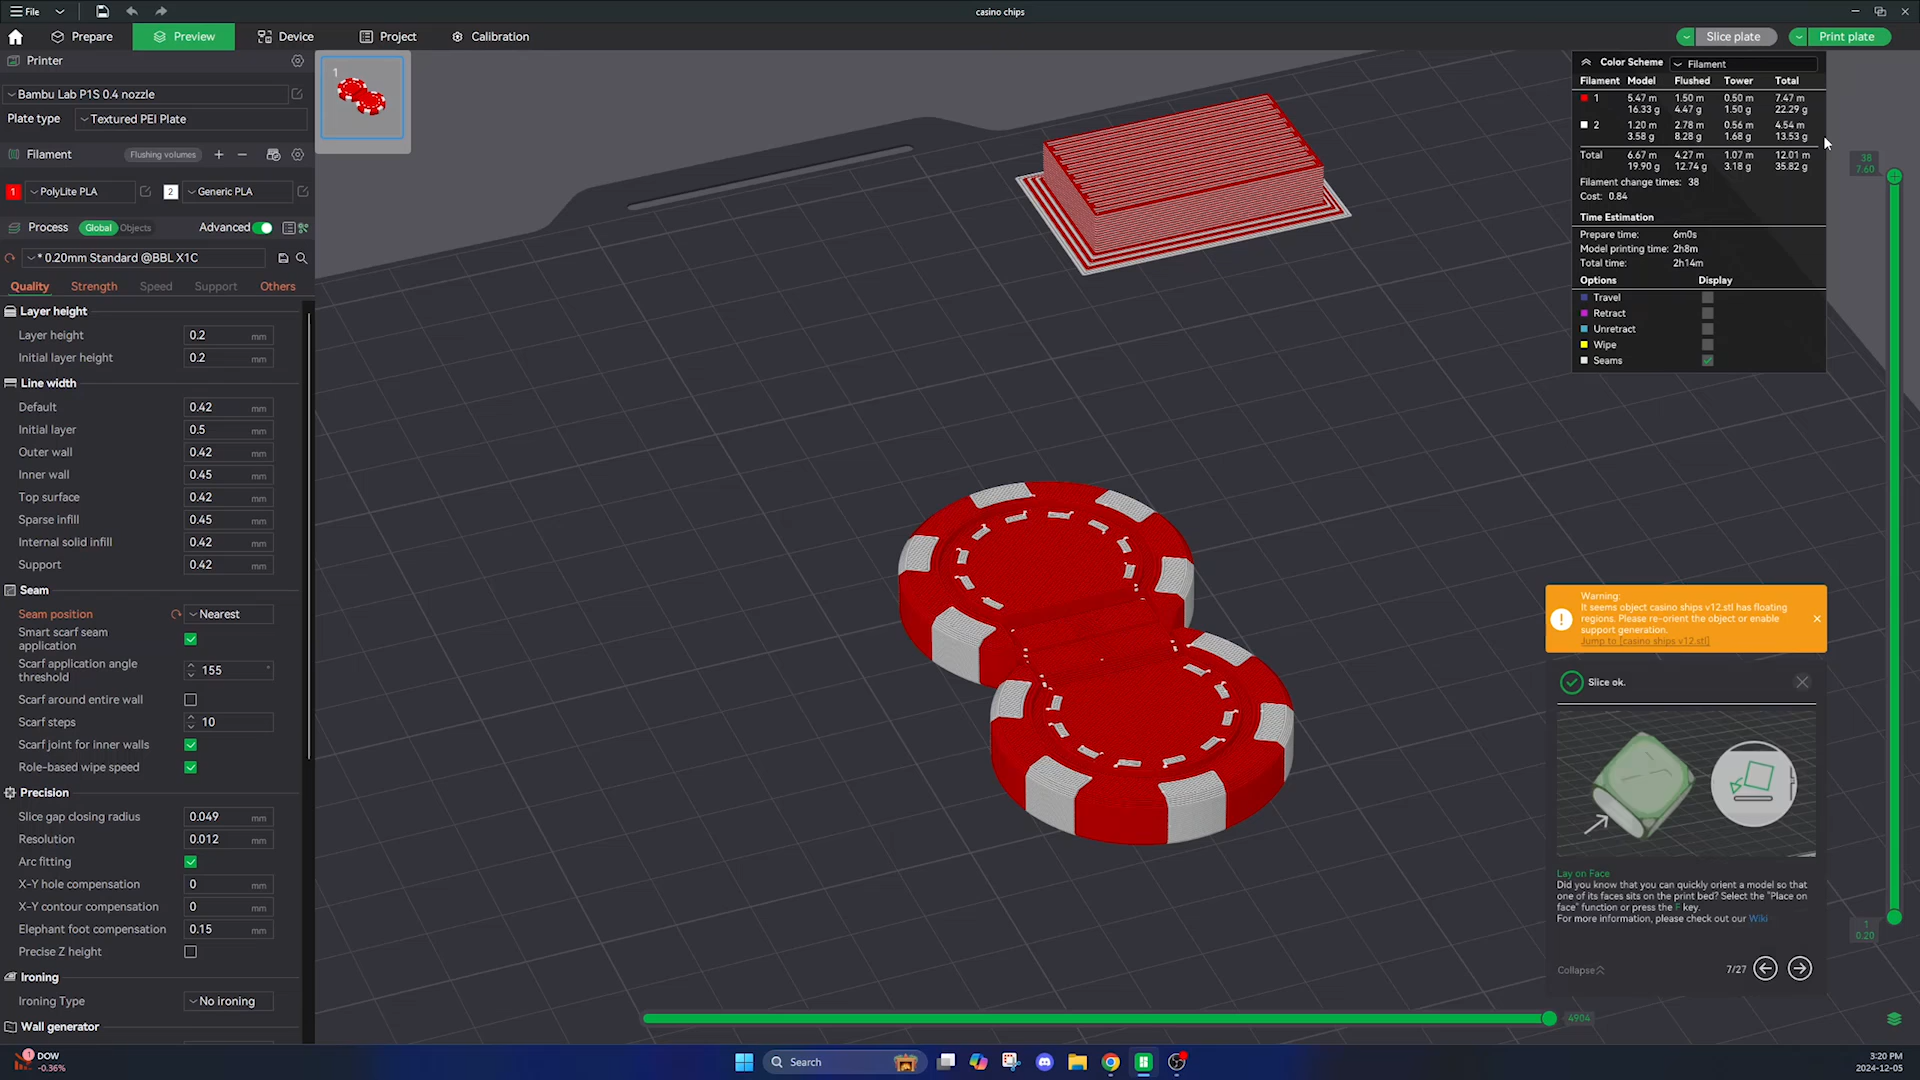 File
casino chips
Prepare
Preview
Device
Project
Calibration
Slice plate
Print plate
Printer
Bambu Lab P1S 0.4 nozzle
Plate type
Textured PEI Plate
Filament
Flushing volumes
1 PolyLite PLA
2 Generic PLA
Process Global Objects Advanced
* 0.20mm Standard @BBL X1C
Quality Strength Speed Support Others
Layer height
Layer height 0.2 mm
Initial layer height 0.2 mm
Line width
Default 0.42 mm
Initial layer 0.5 mm
Outer wall 0.42 mm
Inner wall 0.45 mm
Top surface 0.42 mm
Sparse infill 0.45 mm
Internal solid infill 0.42 mm
Support 0.42 mm
Seam
Seam position Nearest
Smart scarf seam
application
Scarf application angle
threshold
155 °
Scarf around entire wall
Scarf steps 10
Scarf joint for inner walls
Role-based wipe speed
Precision
Slice gap closing radius 0.049 mm
Resolution 0.012 mm
Arc fitting
X-Y hole compensation 0 mm
X-Y contour compensation 0 mm
Elephant foot compensation 0.15 mm
Precise Z height
Ironing
Ironing Type No ironing
Wall generator
1
Color Scheme Filament
Filament Model Flushed Tower Total
1 5.47 m 1.50 m 0.50 m 7.47 m
16.33 g 4.47 g 1.50 g 22.29 g
2 1.20 m 2.78 m 0.56 m 4.54 m
3.58 g 8.28 g 1.68 g 13.53 g
Total 6.67 m 4.27 m 1.07 m 12.01 m
19.90 g 12.74 g 3.18 g 35.82 g
Filament change times: 38
Cost: 0.84
Time Estimation
Prepare time: 6m0s
Model printing time: 2h8m
Total time: 2h14m
Options Display
Travel
Retract
Unretract
Wipe
Seams
38
7.60
Warning:
It seems object casino ships v12.stl has floating
regions. Please re-orient the object or enable
support generation.
Jump to [casino ships v12.stl]
Slice ok.
Lay on Face
Did you know that you can quickly orient a model so that
one of its faces sits on the print bed? Select the "Place on
face" function or press the F key.
For more information, please check out our Wiki
Collapse
7/27
1
0.20
4904
1
DOW
-0.36%
Search
3:20 PM
2024-12-05